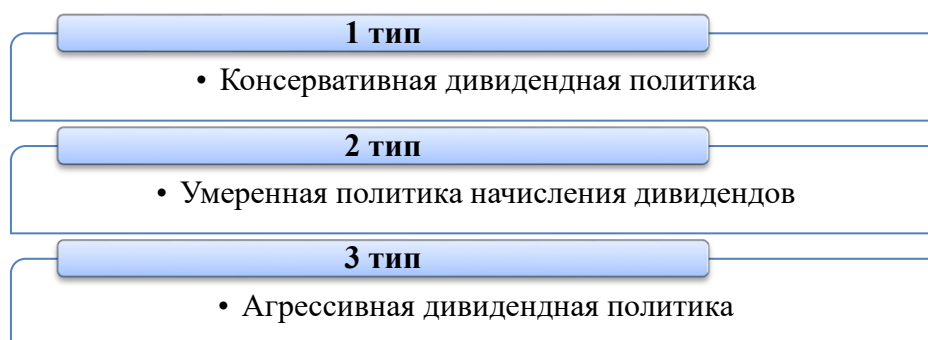 1 тип
• Консервативная дивидендная политика
2 тип
• Умеренная политика начисления дивидендов
3 тип
• Агрессивная дивидендная политика